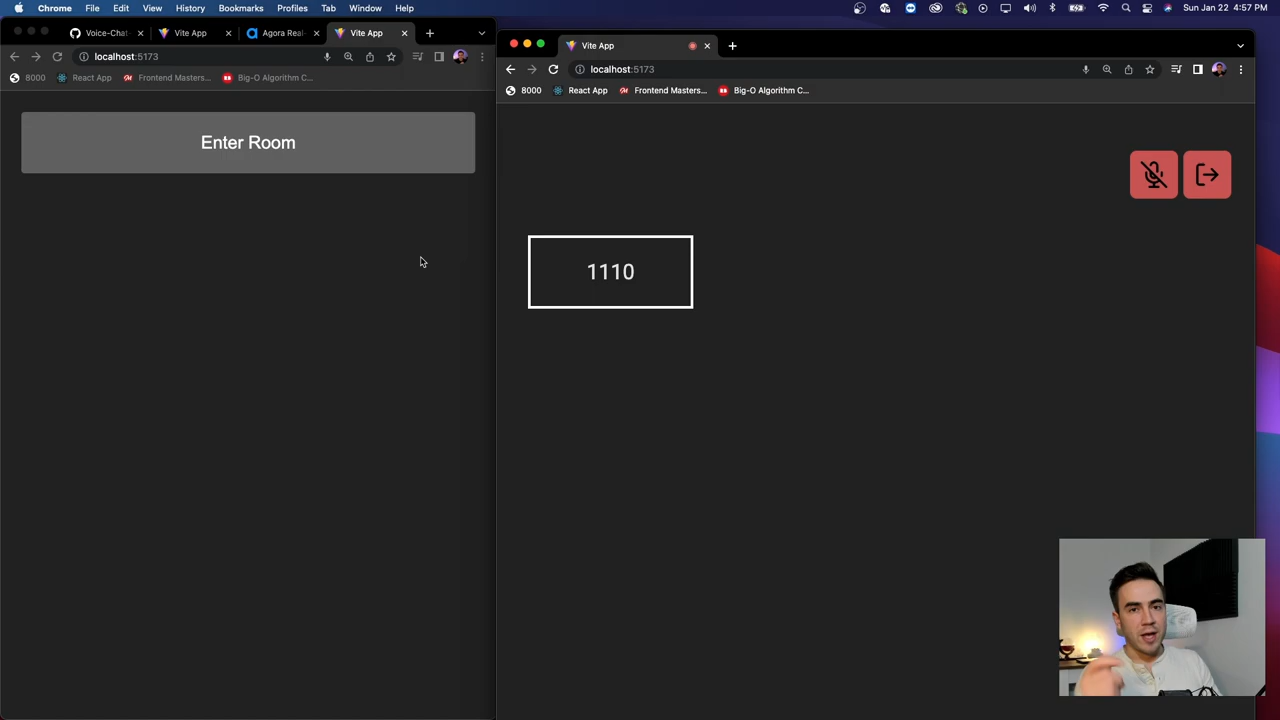 Chrome File Edit View History Bookmarks Profiles Tab Window Help
Sun Jan 22 4:57 PM
Voice-Chat
Vite App
Agora Real-
Vite App
localhost:5173
8000
React App
Frontend Masters...
Big-O Algorithm C...
Enter Room
Vite App
localhost:5173
8000
React App
Frontend Masters...
Big-O Algorithm C...
1110